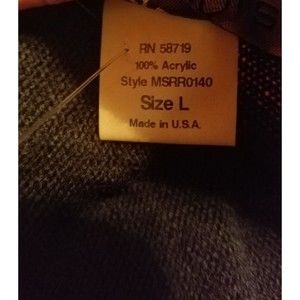 RN 58719
100% Acrylic
Style MSRR0140
Size L
Made in U.S.A.